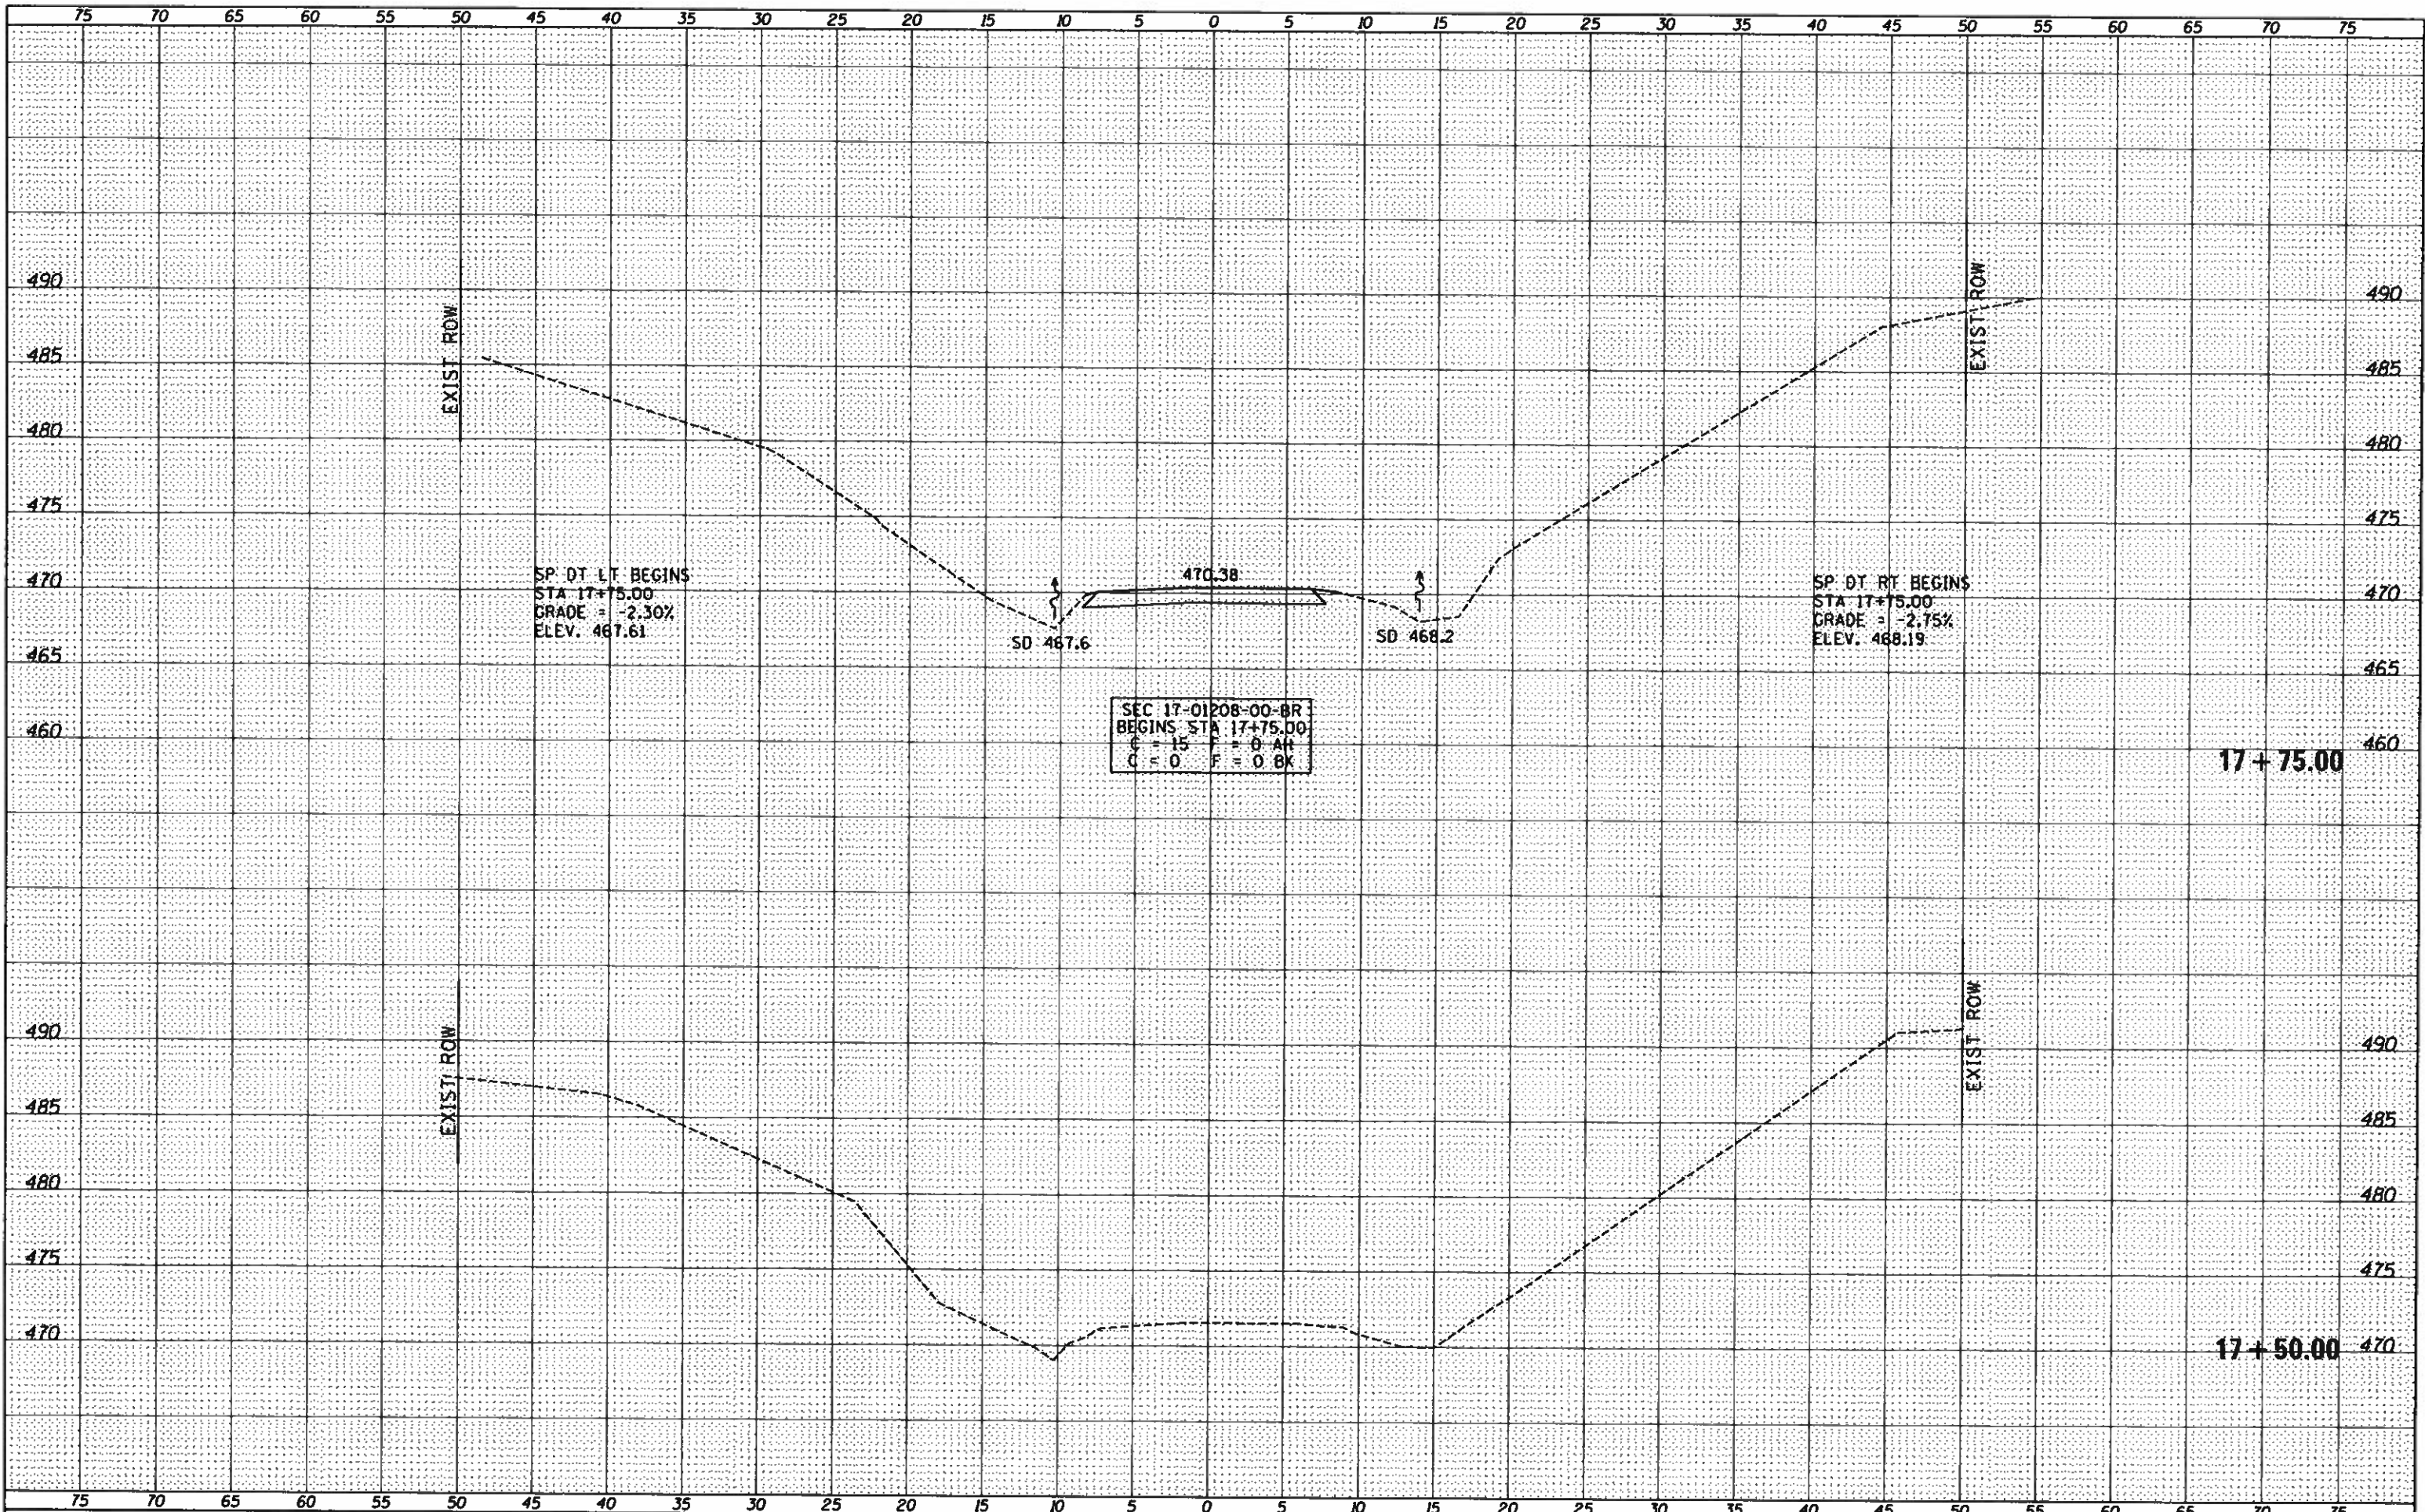 75 70 65 60 55 50 45 40 35 30 25 20 15 10 5 0 5 10 15 20 25 30 35 40 45 50 55 60 65 70 75
490 EXIST ROW EXIST ROW 490
485 485
480 480
475 475
470 470
465 465
460 460
SP DT LT BEGINS
STA 17+75.00
GRADE = -2.30%
ELEV. 467.61
470.38
SD 467.6
SD 468.2
SP DT RT BEGINS
STA 17+75.00
GRADE = -2.75%
ELEV. 468.19
SEC 17-01208-00-BR
BEGINS STA 17+75.00
C = 15 F = 0 AH
C = 0 F = 0 BK
17 + 75.00
490 EXIST ROW EXIST ROW 490
485 485
480 480
475 475
470 470
17 + 50.00
75 70 65 60 55 50 45 40 35 30 25 20 15 10 5 0 5 10 15 20 25 30 35 40 45 50 55 60 65 70 75